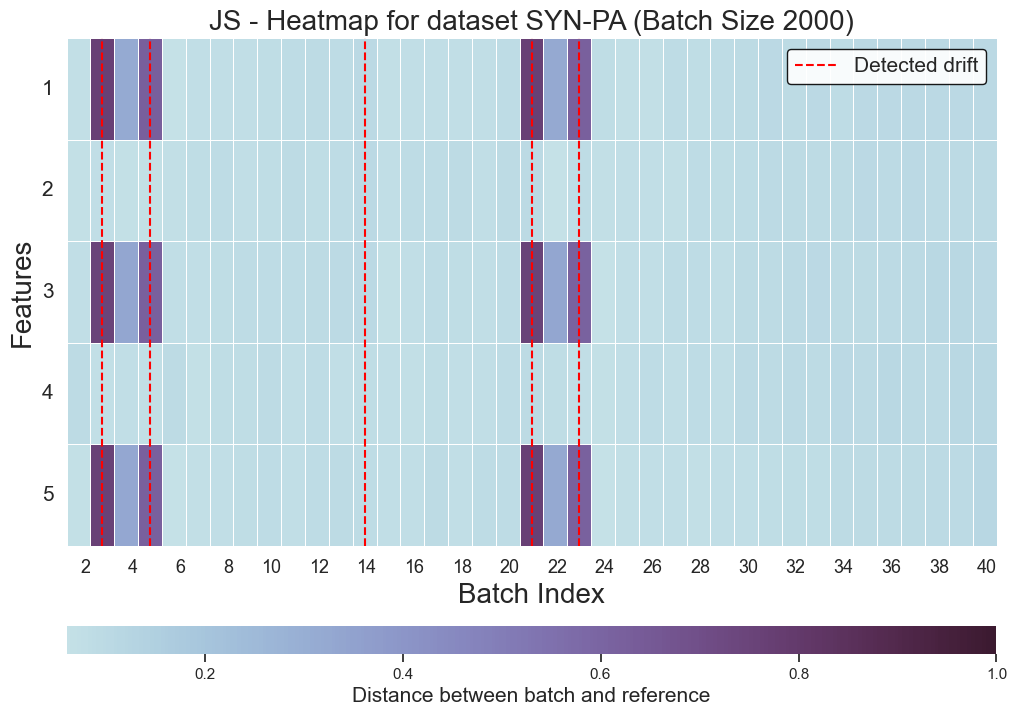 JS - Heatmap for dataset SYN-PA (Batch Size 2000)
Detected drift
1
2
3
4
5
Features
2 4 6 8 10 12 14 16 18 20 22 24 26 28 30 32 34 36 38 40
Batch Index
0.2 0.4 0.6 0.8 1.0
Distance between batch and reference